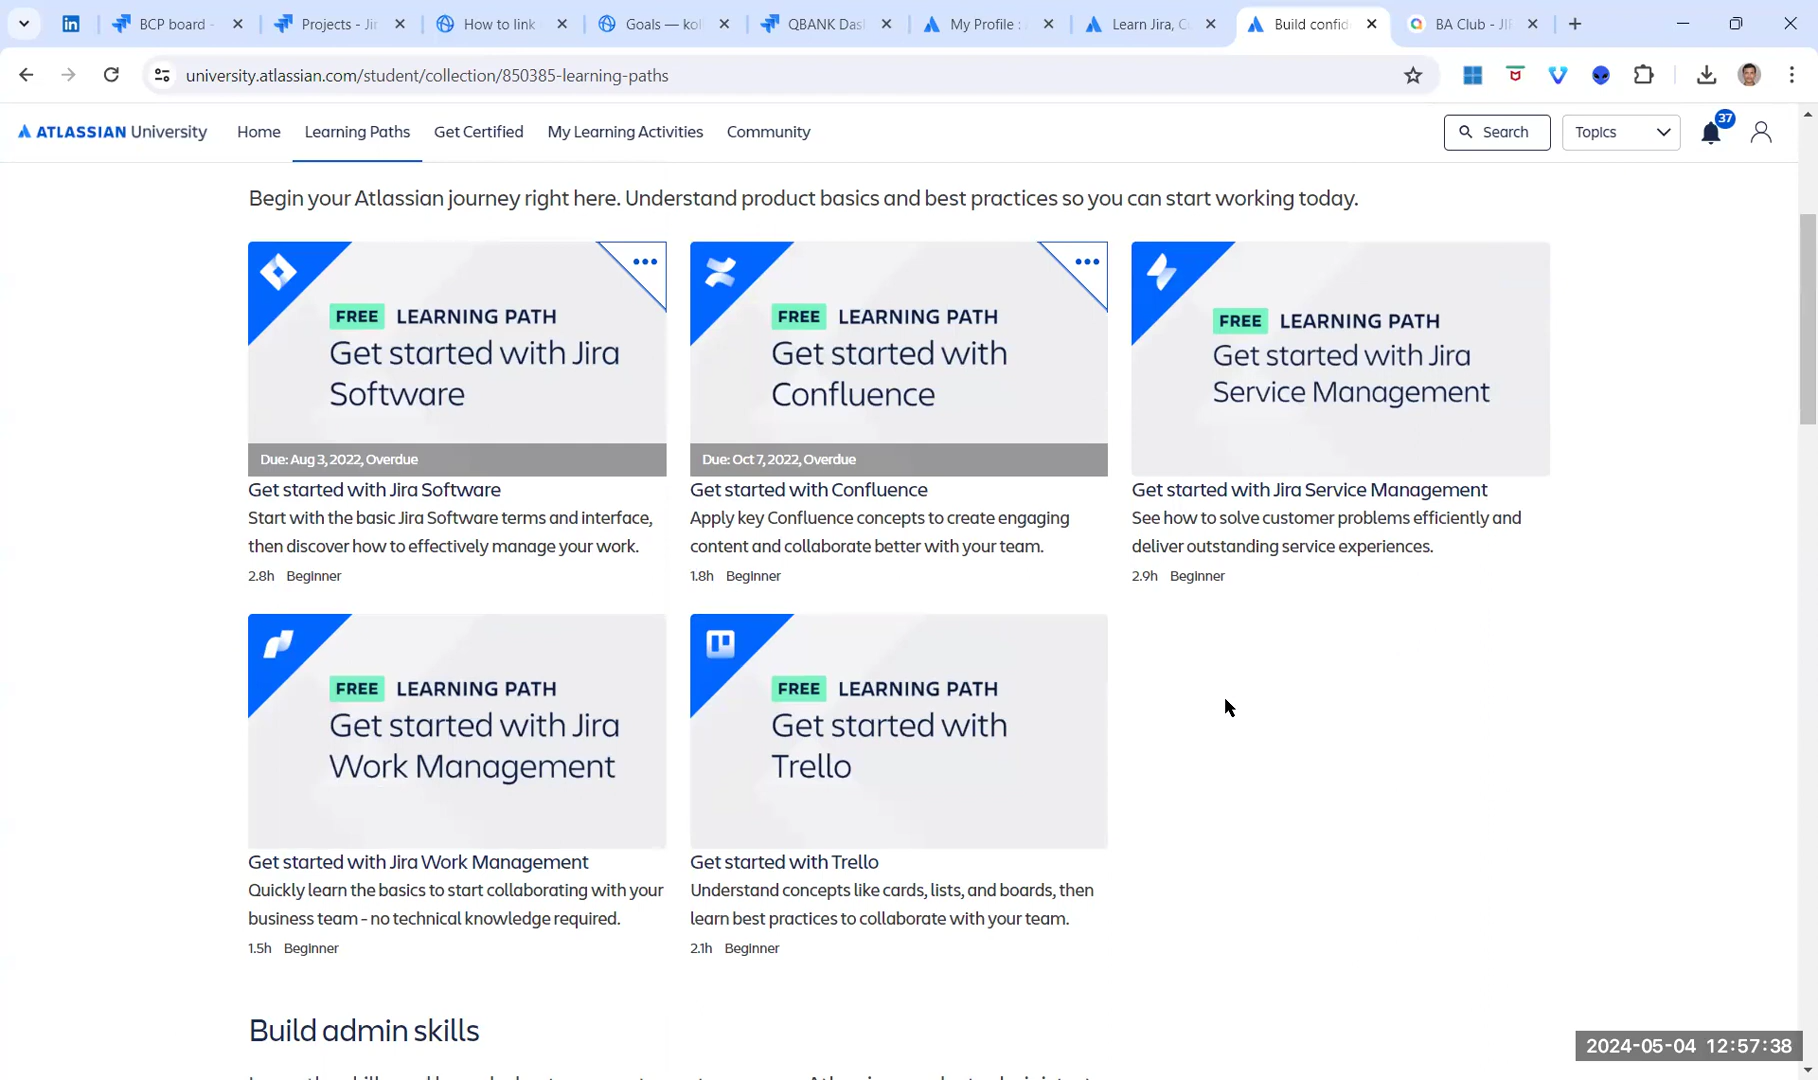 BCP board -
Projects - Jir
How to link
Goals — kol
QBANK Das
My Profile :
Learn Jira, C
Build confid
BA Club - JIF
university.atlassian.com/student/collection/850385-learning-paths
ATLASSIAN University
Home
Learning Paths
Get Certified
My Learning Activities
Community
Search
Topics
37
Begin your Atlassian journey right here. Understand product basics and best practices so you can start working today.
FREE LEARNING PATH
Get started with Jira
Software
Due: Aug 3, 2022, Overdue
Get started with Jira Software
Start with the basic Jira Software terms and interface,
then discover how to effectively manage your work.
2.8h Beginner
FREE LEARNING PATH
Get started with
Confluence
Due: Oct 7, 2022, Overdue
Get started with Confluence
Apply key Confluence concepts to create engaging
content and collaborate better with your team.
1.8h Beginner
FREE LEARNING PATH
Get started with Jira
Service Management
Get started with Jira Service Management
See how to solve customer problems efficiently and
deliver outstanding service experiences.
2.9h Beginner
FREE LEARNING PATH
Get started with Jira
Work Management
Get started with Jira Work Management
Quickly learn the basics to start collaborating with your
business team - no technical knowledge required.
1.5h Beginner
FREE LEARNING PATH
Get started with
Trello
Get started with Trello
Understand concepts like cards, lists, and boards, then
learn best practices to collaborate with your team.
2.1h Beginner
Build admin skills
2024-05-04 12:57:38